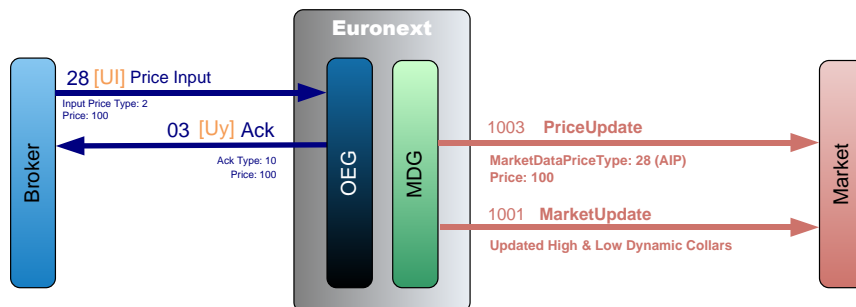 Euronext
28 [UI] Price Input
Input Price Type: 2
Price: 100
03 [Uy] Ack
Ack Type: 10
Price: 100
Broker
OEG
MDG
1003 PriceUpdate
MarketDataPriceType: 28 (AIP)
Price: 100
1001 MarketUpdate
Updated High & Low Dynamic Collars
Market